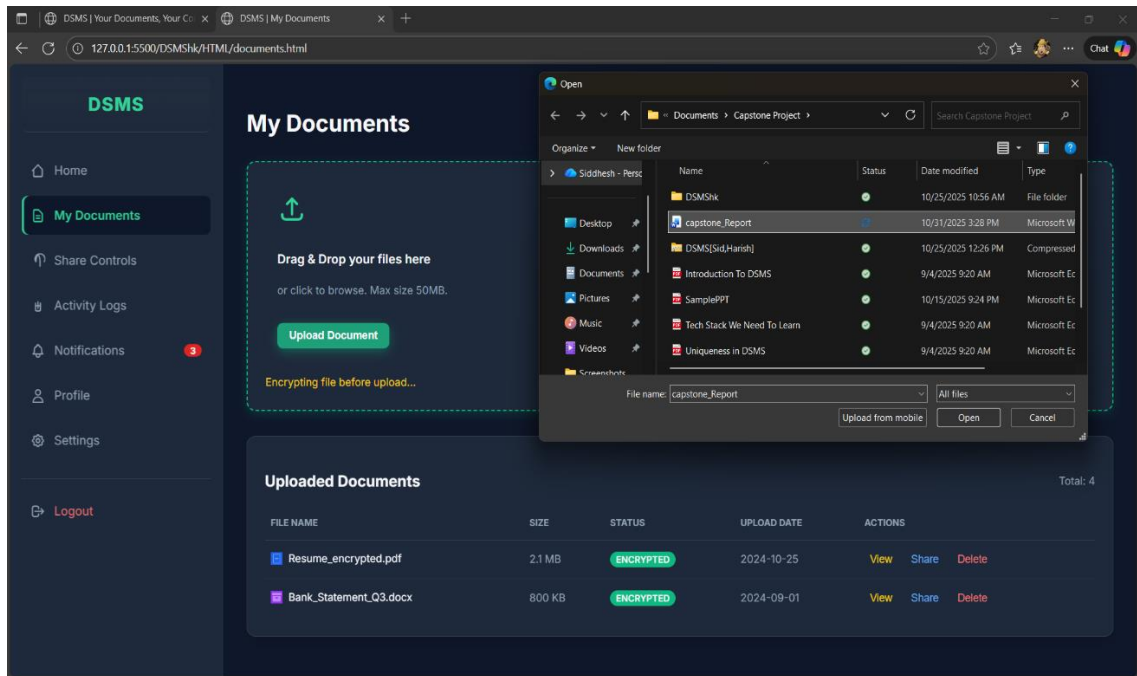 DSMS | Your Documents, Your Co
DSMS | My Documents
127.0.0.1:5500/DSMShk/HTML/documents.html
Chat
DSMS
Home
My Documents
Share Controls
Activity Logs
Notifications 3
Profile
Settings
Logout
My Documents
Drag & Drop your files here
or click to browse. Max size 50MB.
Upload Document
Encrypting file before upload...
Open
« Documents > Capstone Project >
Search Capstone Project
Organize New folder
Siddhesh - Persc
Desktop
Downloads
Documents
Pictures
Music
Videos
Screenshots
Name Status Date modified Type
DSMShk 10/25/2025 10:56 AM File folder
capstone_Report 10/31/2025 3:28 PM Microsoft W
DSMS[Sid,Harish] 10/25/2025 12:26 PM Compressed
Introduction To DSMS 9/4/2025 9:20 AM Microsoft Ec
SamplePPT 10/15/2025 9:24 PM Microsoft Ec
Tech Stack We Need To Learn 9/4/2025 9:20 AM Microsoft Ec
Uniqueness in DSMS 9/4/2025 9:20 AM Microsoft Ec
File name: capstone_Report All files
Upload from mobile Open Cancel
Uploaded Documents Total: 4
FILE NAME SIZE STATUS UPLOAD DATE ACTIONS
Resume_encrypted.pdf 2.1 MB ENCRYPTED 2024-10-25 View Share Delete
Bank_Statement_Q3.docx 800 KB ENCRYPTED 2024-09-01 View Share Delete